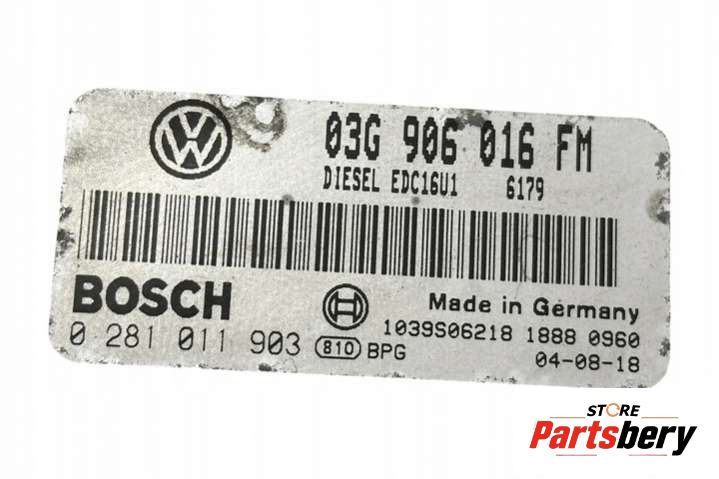 03G 906 016 FM
DIESEL EDC16U1 6179
BOSCH
Made in Germany
0 281 011 903 810 BPG
1039S06218 1888 0960
04-08-18
STORE
Partsbery